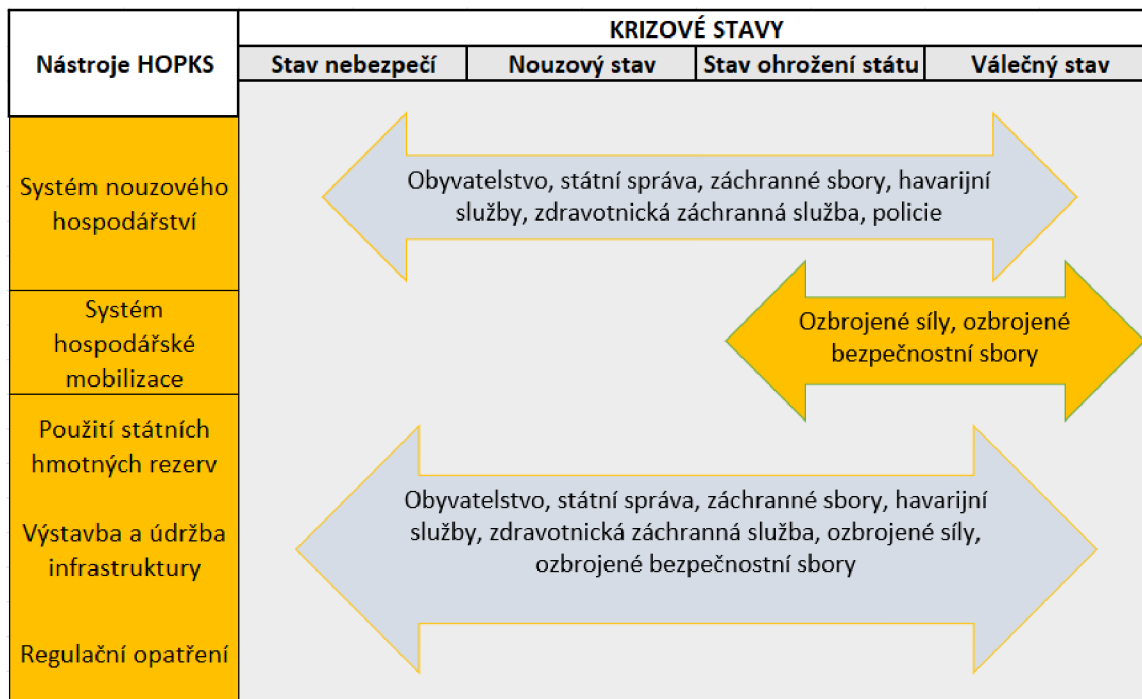 Nástroje HOPKS
KRIZOVÉ STAVY
Stav nebezpečí
Nouzový stav
Stav ohrožení státu
Válečný stav
Systém nouzového
hospodářství
Obyvatelstvo, státní správa, záchranné sbory, havarijní
služby, zdravotnická záchranná služba, policie
Systém
hospodářské
mobilizace
Ozbrojené síly, ozbrojené
bezpečnostní sbory
Použití státních
hmotných rezerv
Výstavba a údržba
infrastruktury
Regulační opatření
Obyvatelstvo, státní správa, záchranné sbory, havarijní
služby, zdravotnická záchranná služba, ozbrojené síly,
ozbrojené bezpečnostní sbory